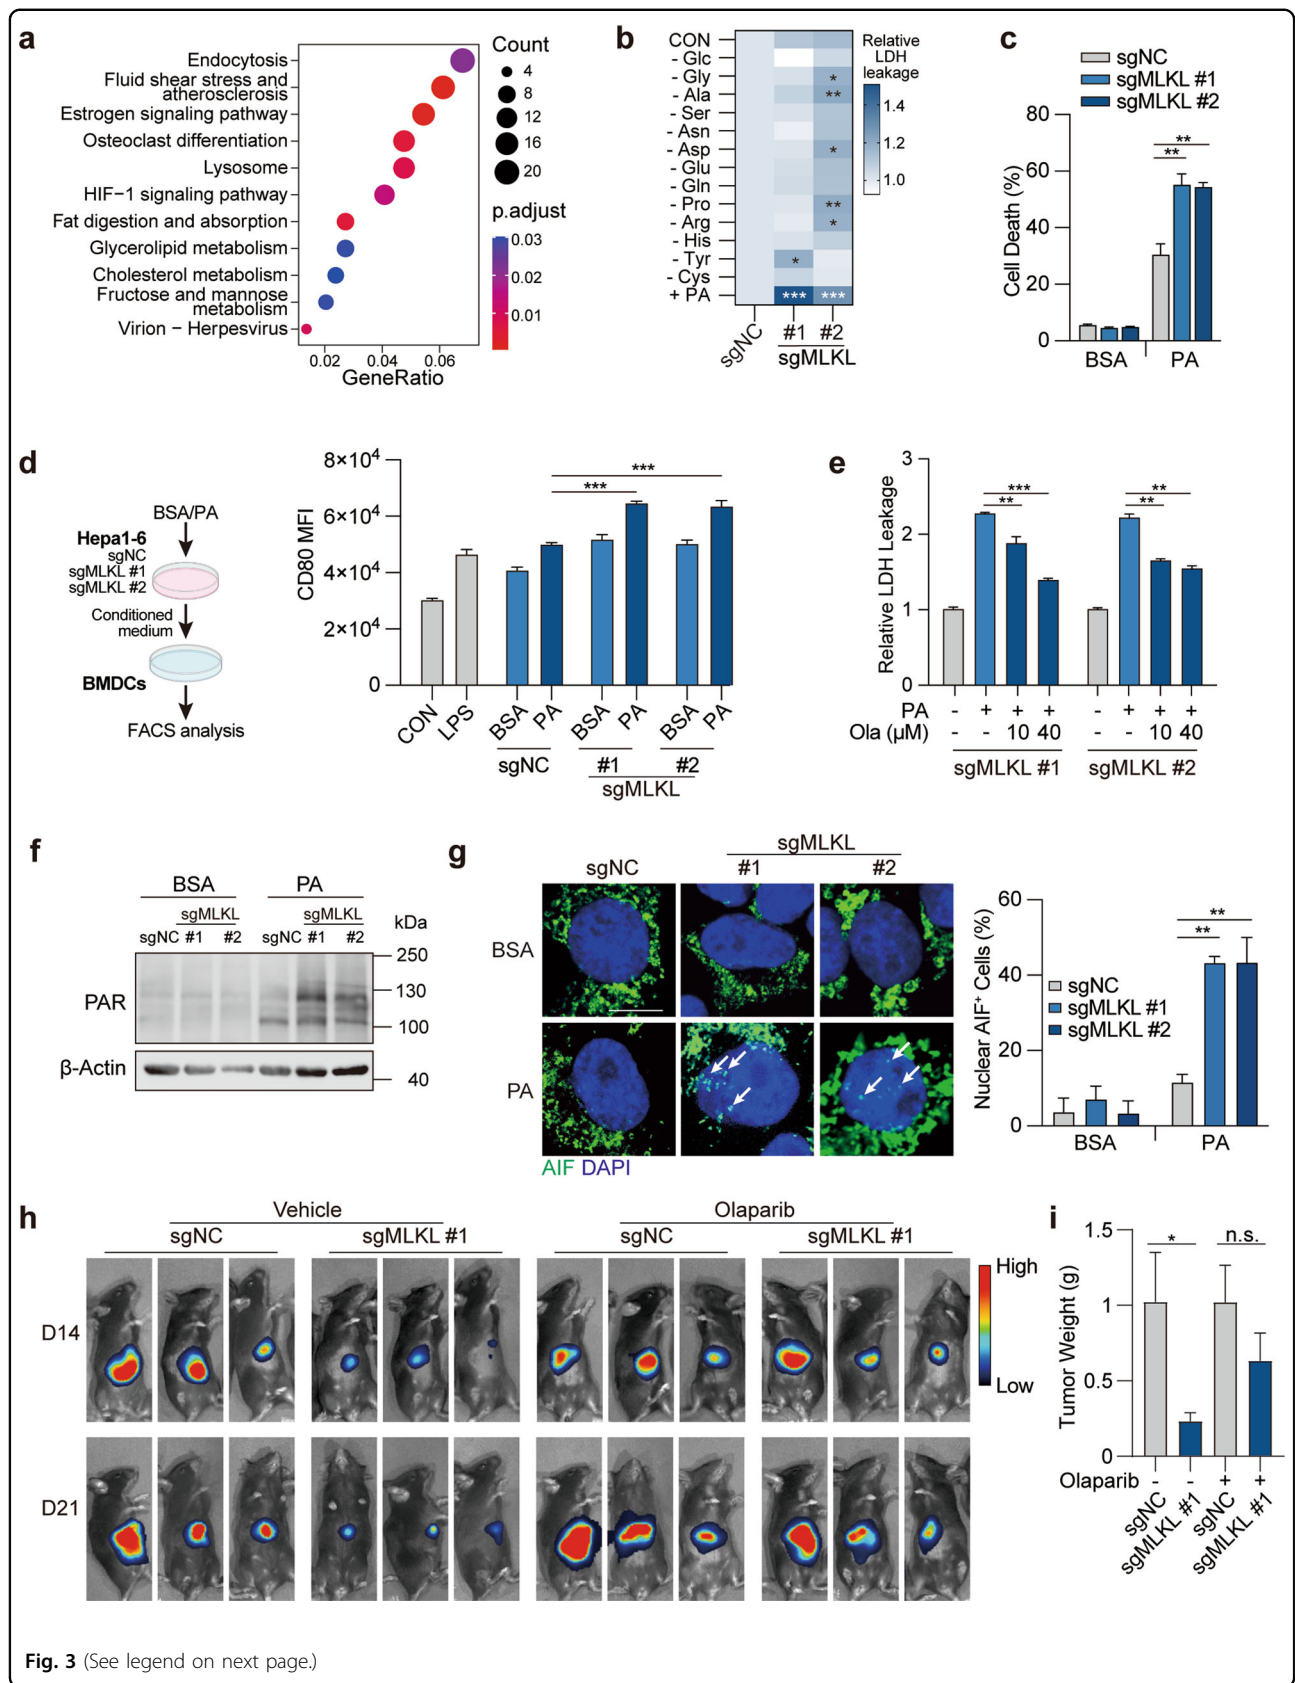 a
Endocytosis
Fluid shear stress and
atherosclerosis
Estrogen signaling pathway
Osteoclast differentiation
Lysosome
HIF-1 signaling pathway
Fat digestion and absorption
Glycerolipid metabolism
Cholesterol metabolism
Fructose and mannose
metabolism
Virion - Herpesvirus
0.02 0.04 0.06
GeneRatio
Count
4
8
12
16
20
p.adjust
0.03
0.02
0.01
b
CON
- Glc
- Gly *
- Ala **
- Ser
- Asn
- Asp *
- Glu
- Gln
- Pro **
- Arg *
- His
- Tyr *
- Cys
+ PA *** ***
sgNC #1 #2
sgMLKL
Relative
LDH
leakage
1.4
1.2
1.0
c
sgNC
sgMLKL #1
sgMLKL #2
Cell Death (%)
80
60
40
20
0
**
**
BSA PA
d
BSA/PA
Hepa1-6
sgNC
sgMLKL #1
sgMLKL #2
Conditioned
medium
BMDCs
FACS analysis
CD80 MFI
8×10⁴
6×10⁴
4×10⁴
2×10⁴
0
***
***
CON LPS BSA PA BSA PA BSA PA
sgNC #1 #2
sgMLKL
e
Relative LDH Leakage
3
2
1
0
*** **
** **
PA - + + + - + + +
Ola (µM) - - 10 40 - - 10 40
sgMLKL #1 sgMLKL #2
f
BSA PA
sgMLKL sgMLKL
sgNC #1 #2 sgNC #1 #2
kDa
250
130
100
40
PAR
β-Actin
g
sgMLKL
sgNC #1 #2
BSA
PA
AIF DAPI
Nuclear AIF⁺ Cells (%)
60
40
20
0
sgNC
sgMLKL #1
sgMLKL #2
**
**
BSA PA
h
Vehicle Olaparib
sgNC sgMLKL #1 sgNC sgMLKL #1
D14
D21
High
Low
i
Tumor Weight (g)
1.5
1
0.5
0
* n.s.
Olaparib - - + +
sgNC sgMLKL #1 sgNC sgMLKL #1
Fig. 3 (See legend on next page.)